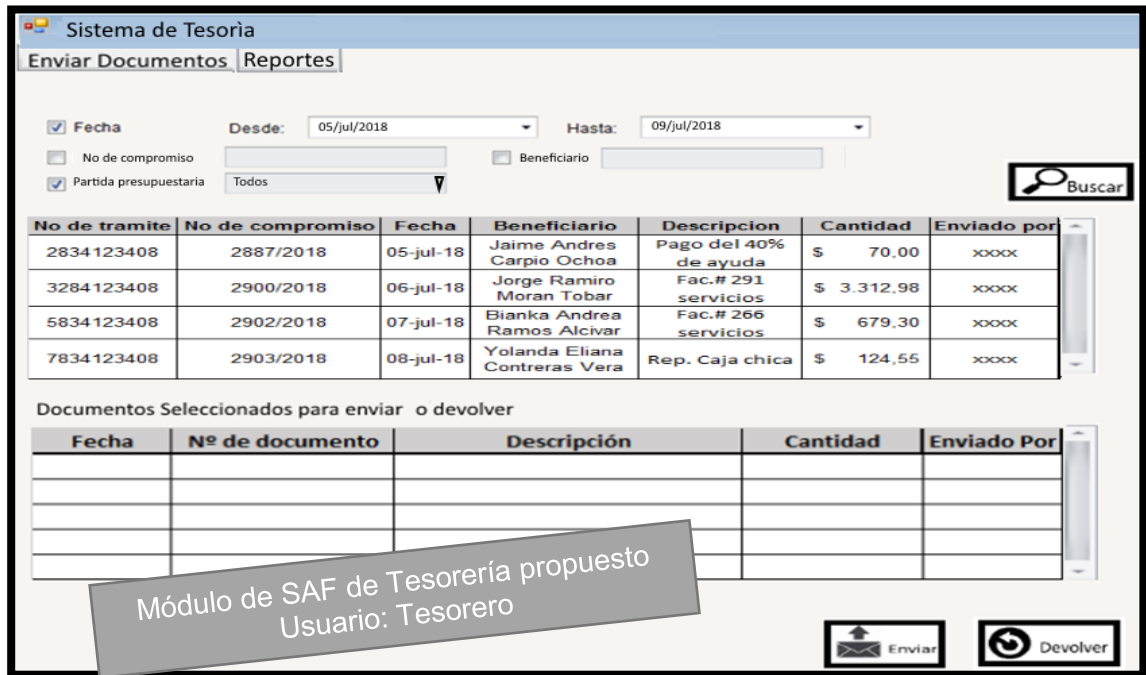 Sistema de Tesorìa
Enviar Documentos Reportes
Fecha Desde: 05/jul/2018 Hasta: 09/jul/2018
No de compromiso Beneficiario
Partida presupuestaria Todos
Buscar
No de tramite No de compromiso Fecha Beneficiario Descripcion Cantidad Enviado por
2834123408 2887/2018 05-jul-18 Jaime Andres Carpio Ochoa Pago del 40% de ayuda $ 70,00 xxxx
3284123408 2900/2018 06-jul-18 Jorge Ramiro Moran Tobar Fac.# 291 servicios $ 3.312,98 xxxx
5834123408 2902/2018 07-jul-18 Bianka Andrea Ramos Alcivar Fac.# 266 servicios $ 679,30 xxxx
7834123408 2903/2018 08-jul-18 Yolanda Eliana Contreras Vera Rep. Caja chica $ 124,55 xxxx
Documentos Seleccionados para enviar o devolver
Fecha Nº de documento Descripción Cantidad Enviado Por
Módulo de SAF de Tesorería propuesto
Usuario: Tesorero
Enviar Devolver